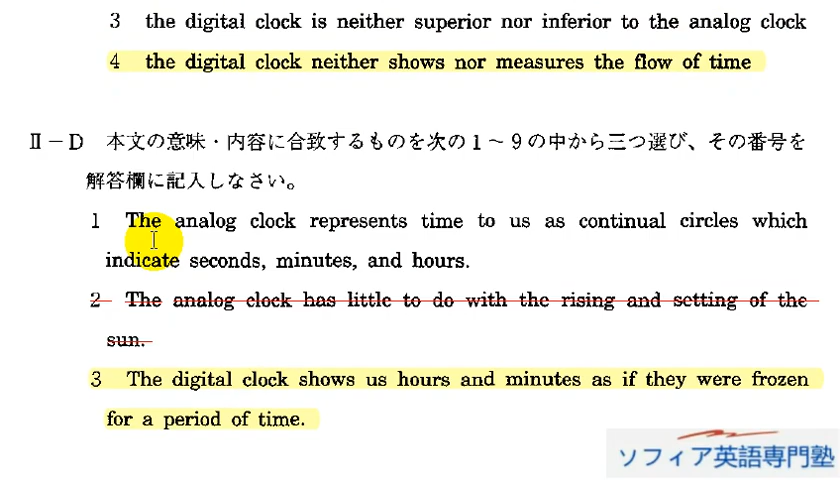 3 the digital clock is neither superior nor inferior to the analog clock
4 the digital clock neither shows nor measures the flow of time
Ⅱ－D 本文の意味・内容に合致するものを次の1～9の中から三つ選び、その番号を
解答欄に記入しなさい。
1 The analog clock represents time to us as continual circles which
indicate seconds, minutes, and hours.
2 The analog clock has little to do with the rising and setting of the
sun.
3 The digital clock shows us hours and minutes as if they were frozen
for a period of time.
ソフィア英語専門塾